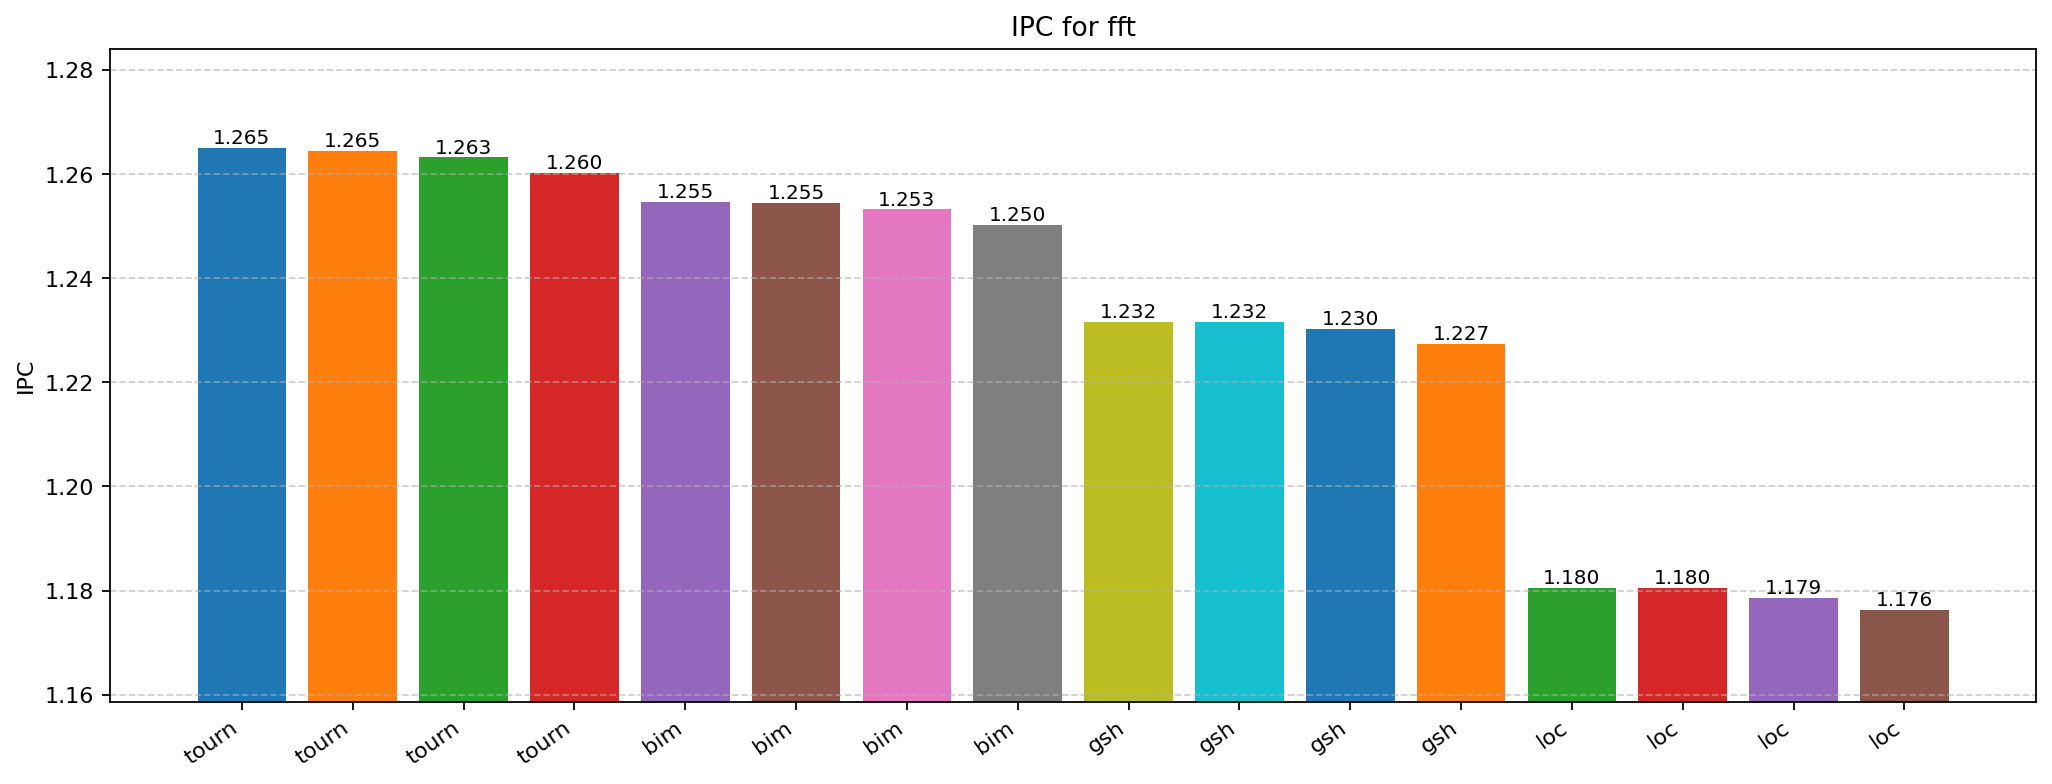 IPC for fft
1.28
1.26
1.24
1.22
1.20
1.18
1.16
IPC
1.265
1.265
1.263
1.260
1.255
1.255
1.253
1.250
1.232
1.232
1.230
1.227
1.180
1.180
1.179
1.176
tourn
tourn
tourn
tourn
bim
bim
bim
bim
gsh
gsh
gsh
gsh
loc
loc
loc
loc